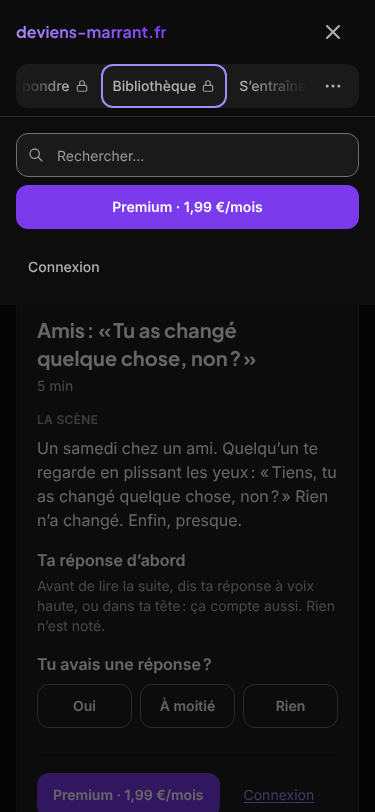 deviens-marrant.fr
pondre Bibliothèque S'entraîne ...
Rechercher...
Premium · 1,99 €/mois
Connexion
Amis : « Tu as changé
quelque chose, non ? »
5 min
LA SCÈNE
Un samedi chez un ami. Quelqu'un te
regarde en plissant les yeux : « Tiens, tu
as changé quelque chose, non ? » Rien
n'a changé. Enfin, presque.
Ta réponse d'abord
Avant de lire la suite, dis ta réponse à voix
haute, ou dans ta tête : ça compte aussi. Rien
n'est noté.
Tu avais une réponse ?
Oui À moitié Rien
Premium · 1,99 €/mois Connexion